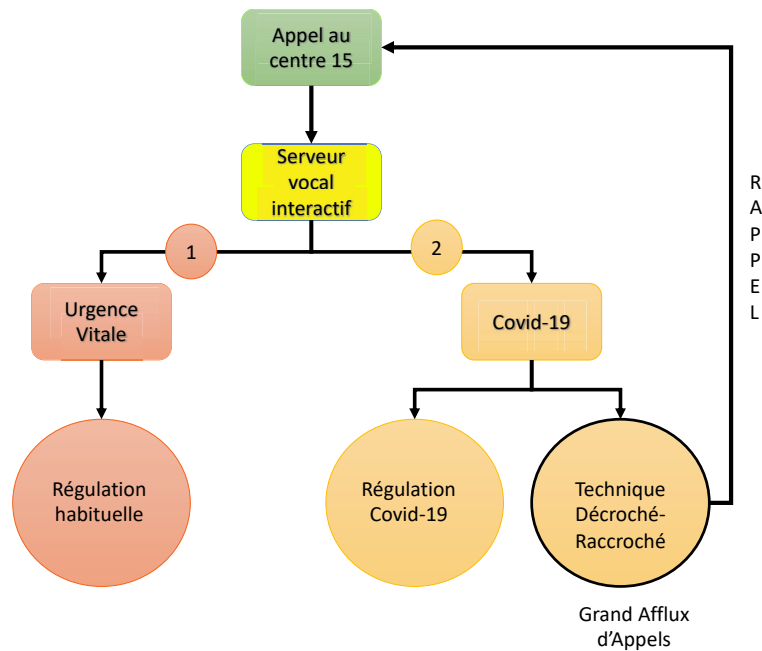 Appel au
centre 15
Serveur
vocal
interactif
1
2
Urgence
Vitale
Covid-19
Régulation
habituelle
Régulation
Covid-19
Technique
Décroché-
Raccroché
Grand Afflux
d'Appels
R
A
P
P
E
L